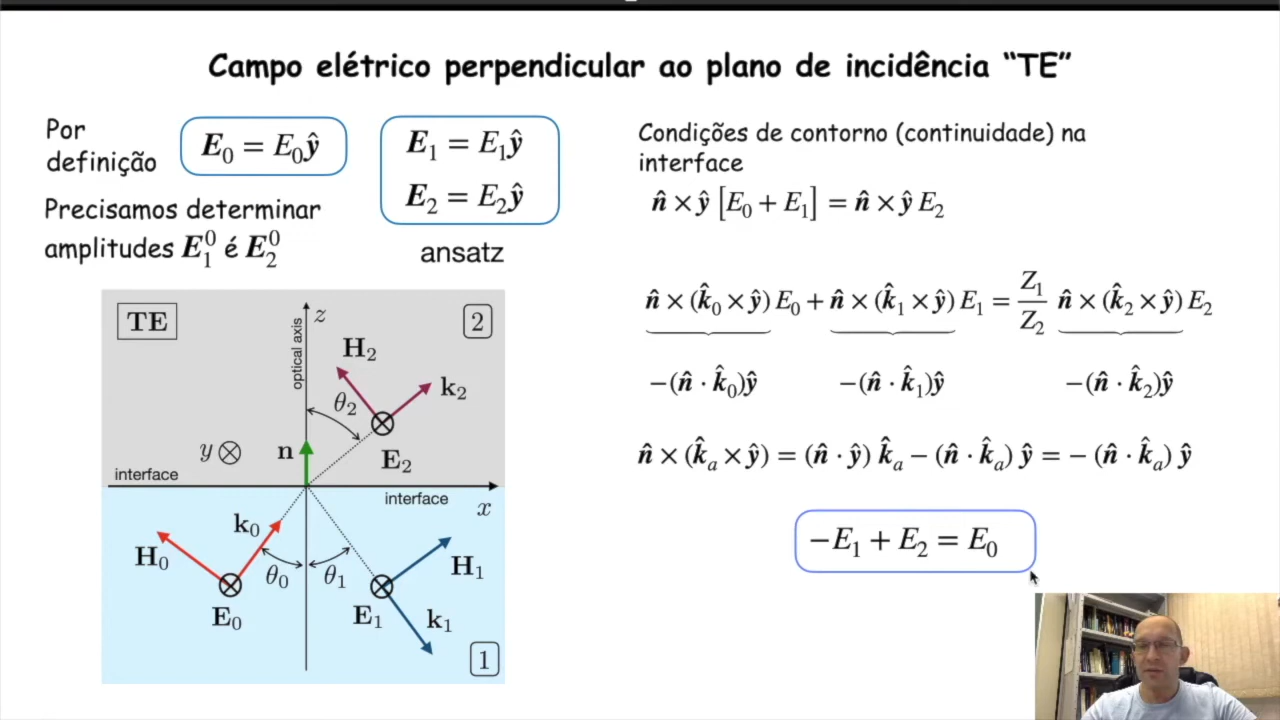 Campo elétrico perpendicular ao plano de incidência “TE”
Por
definição
E₀ = E₀ŷ
E₁ = E₁ŷ
E₂ = E₂ŷ
Precisamos determinar
amplitudes E₁⁰ é E₂⁰
ansatz
Condições de contorno (continuidade) na
interface
n̂ × ŷ [E₀ + E₁] = n̂ × ŷ E₂
n̂ × (k̂₀ × ŷ) E₀ + n̂ × (k̂₁ × ŷ) E₁ = Z₁/Z₂ n̂ × (k̂₂ × ŷ) E₂
−(n̂ · k̂₀)ŷ −(n̂ · k̂₁)ŷ −(n̂ · k̂₂)ŷ
n̂ × (k̂ₐ × ŷ) = (n̂ · ŷ) k̂ₐ − (n̂ · k̂ₐ) ŷ = − (n̂ · k̂ₐ) ŷ
−E₁ + E₂ = E₀
TE
optical axis
z
2
H₂
k₂
θ₂
y
n
E₂
interface
interface
x
k₀
H₀
θ₀
θ₁
H₁
E₀
E₁
k₁
1